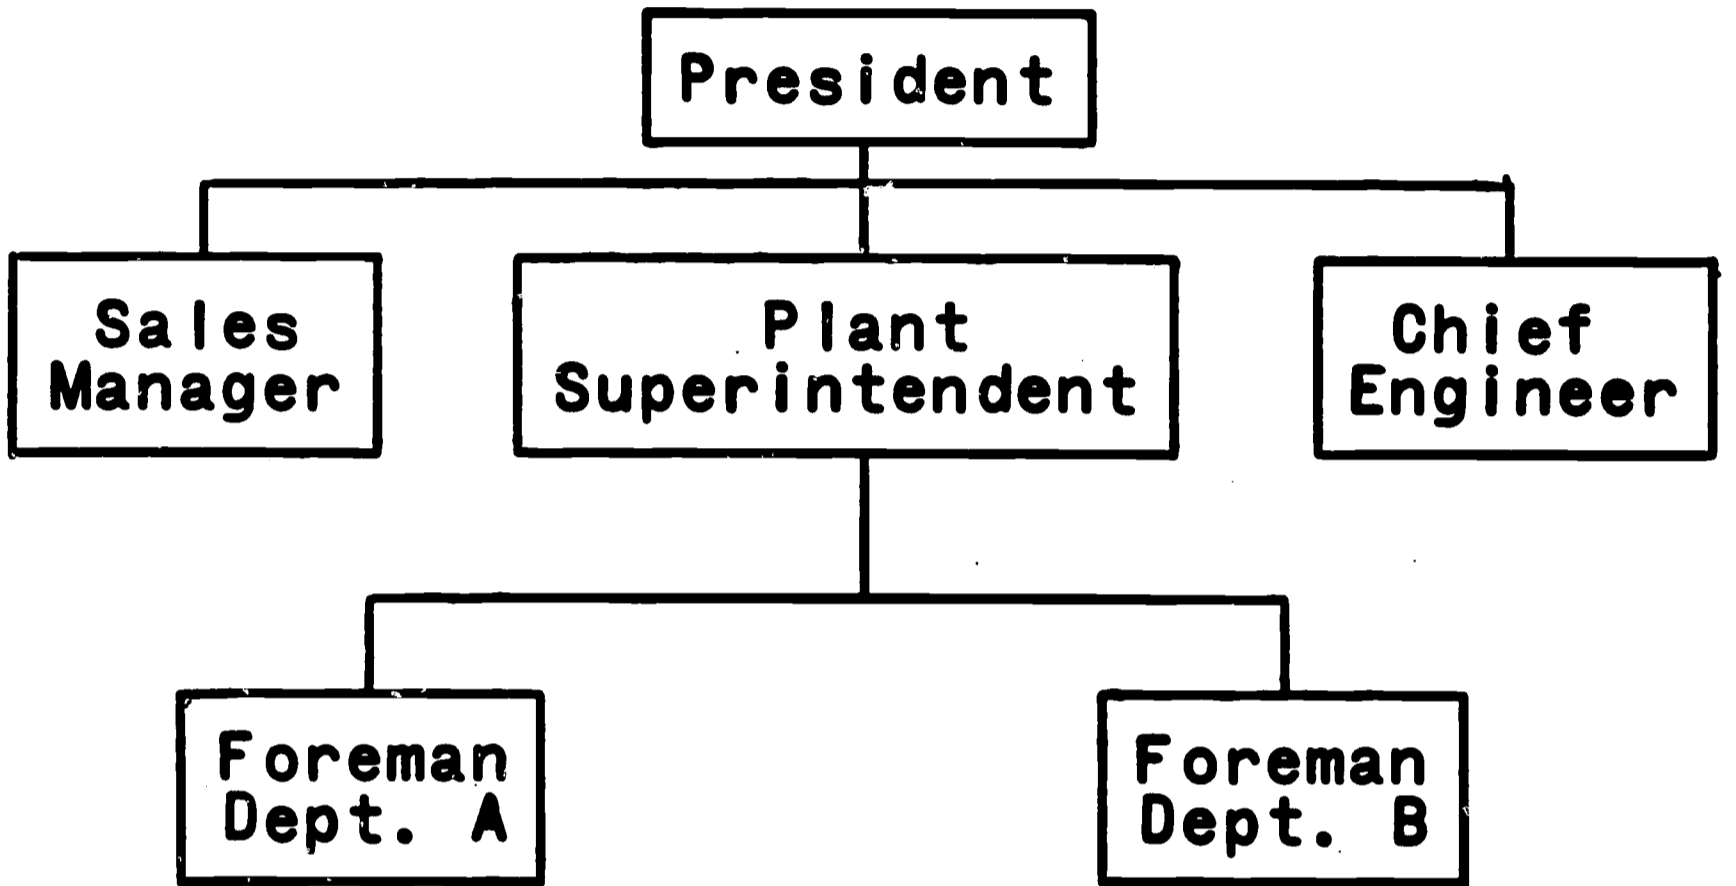 President
Sales
Manager
Plant
Superintendent
Chief
Engineer
Foreman
Dept. A
Foreman
Dept. B